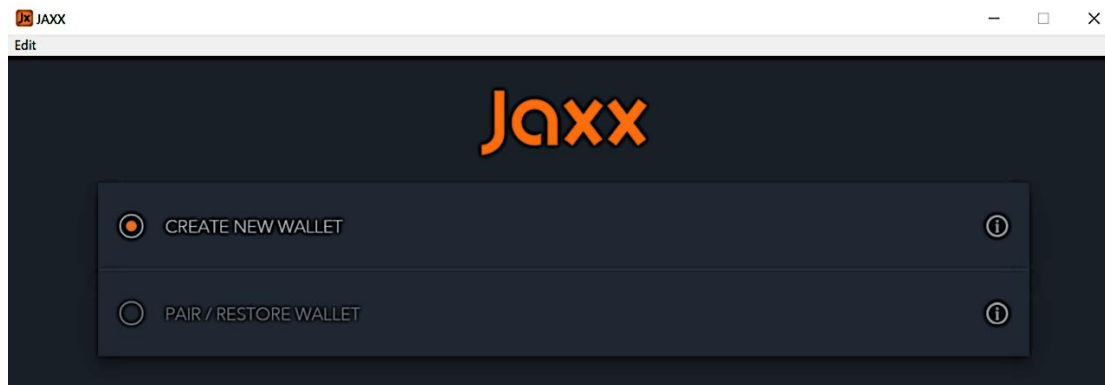 JAXX
Edit
Jaxx
CREATE NEW WALLET
PAIR / RESTORE WALLET